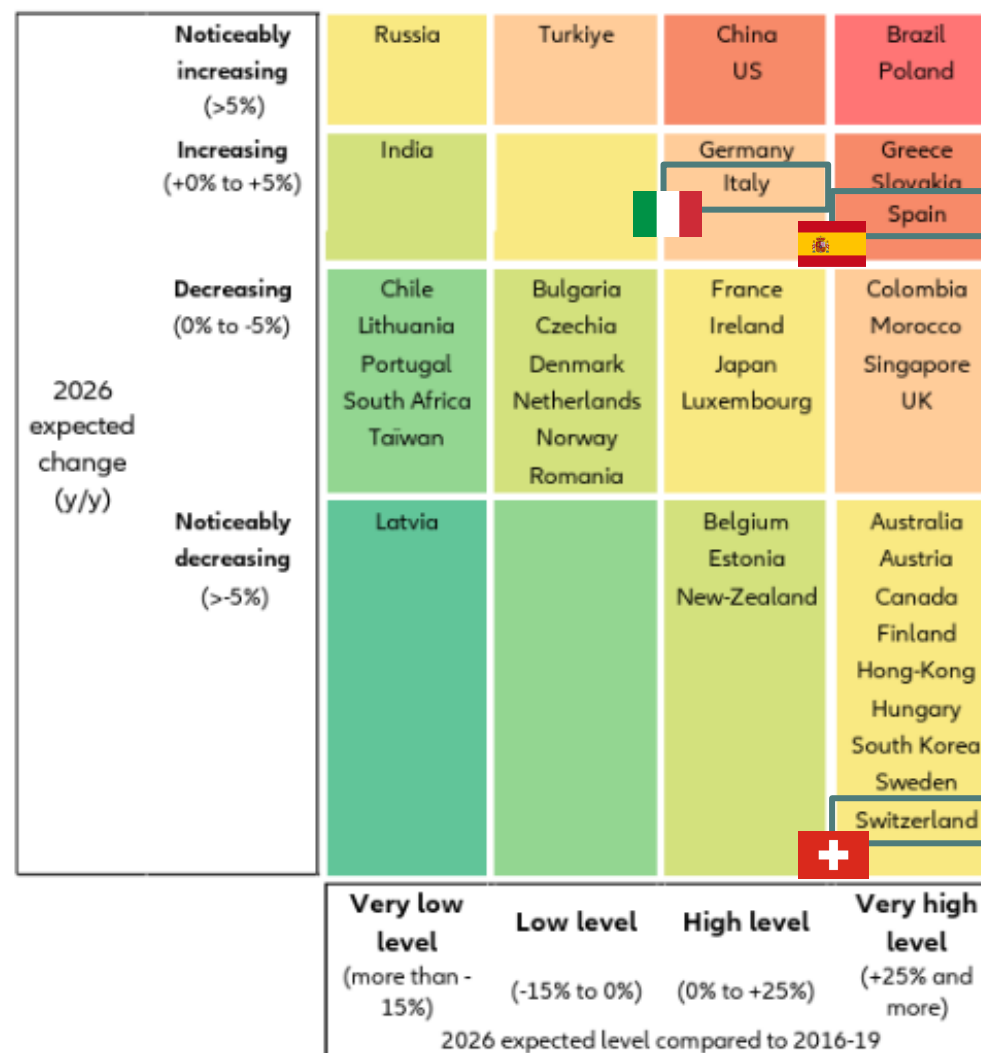 Noticeably
increasing
(>5%)
Russia
Turkiye
China
US
Brazil
Poland
Increasing
(+0% to +5%)
India
Germany
Italy
Greece
Slovakia
Spain
2026
expected
change
(y/y)
Decreasing
(0% to -5%)
Chile
Lithuania
Portugal
South Africa
Taïwan
Bulgaria
Czechia
Denmark
Netherlands
Norway
Romania
France
Ireland
Japan
Luxembourg
Colombia
Morocco
Singapore
UK
Noticeably
decreasing
(>-5%)
Latvia
Belgium
Estonia
New-Zealand
Australia
Austria
Canada
Finland
Hong-Kong
Hungary
South Korea
Sweden
Switzerland
Very low
level
(more than -
15%)
Low level
(-15% to 0%)
High level
(0% to +25%)
Very high
level
(+25% and
more)
2026 expected level compared to 2016-19